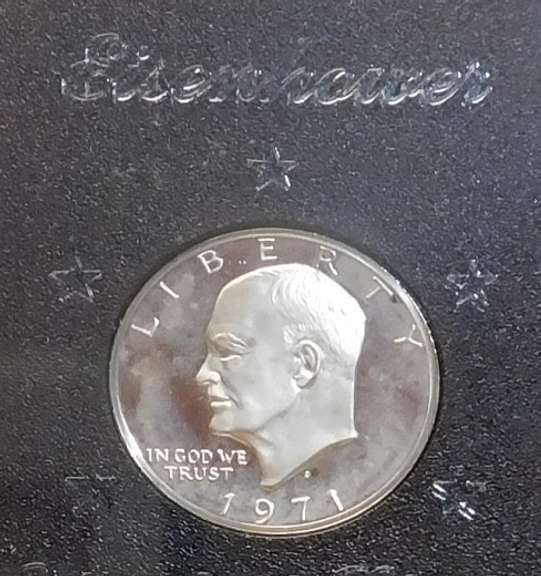 Eisenhower
LIBERTY
IN GOD WE
TRUST
1971